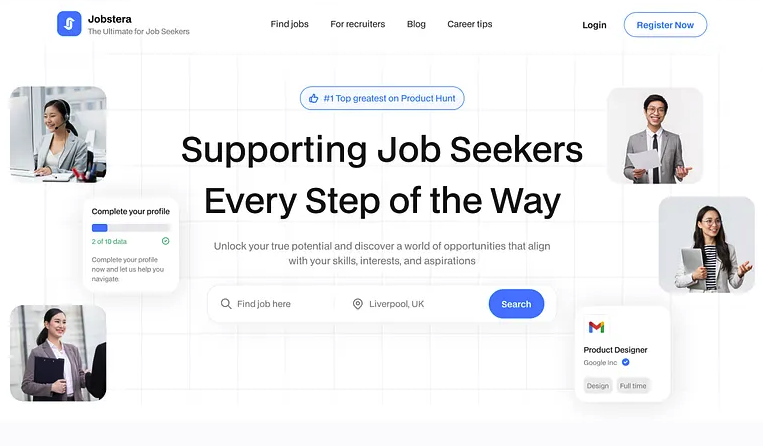 Jobstera
The Ultimate for Job Seekers
Find jobs
For recruiters
Blog
Career tips
Login
Register Now
#1 Top greatest on Product Hunt
Supporting Job Seekers
Every Step of the Way
Unlock your true potential and discover a world of opportunities that align
with your skills, interests, and aspirations
Find job here
Liverpool, UK
Search
Complete your profile
2 of 10 data
Complete your profile
now and let us help you
navigate.
Product Designer
Google Inc
Design
Full time